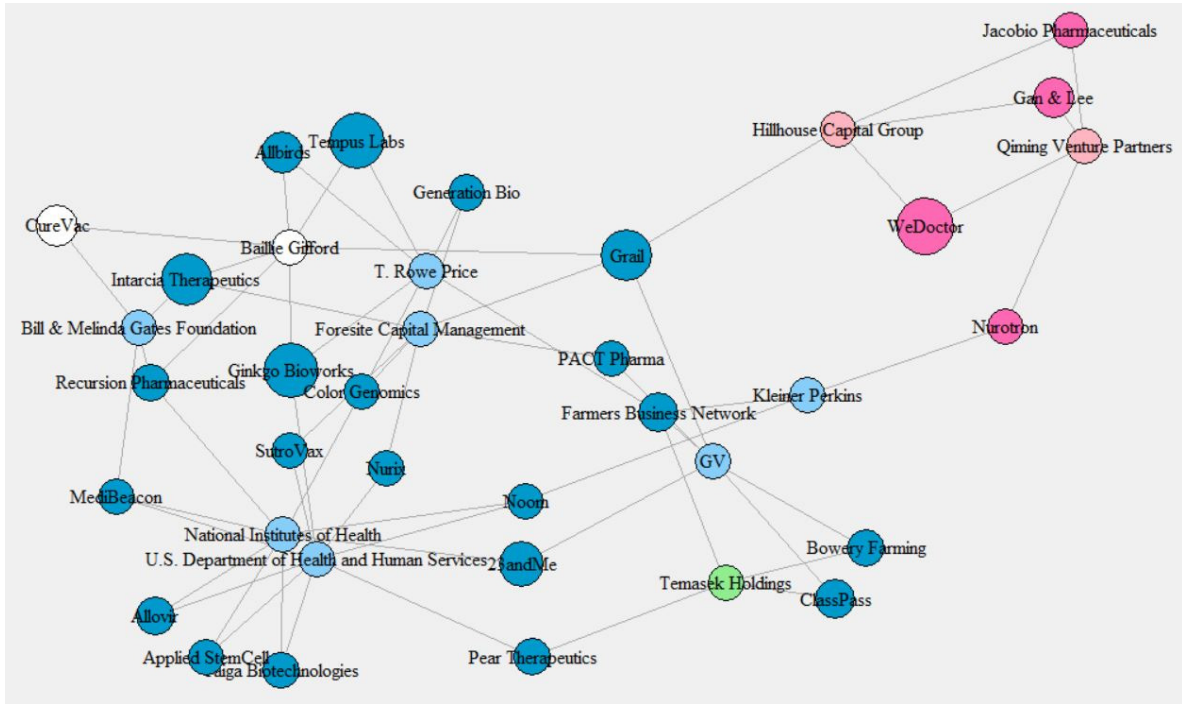 Jacobio Pharmaceuticals
Gan & Lee
Hillhouse Capital Group
Qiming Venture Partners
Tempus Labs
Allbirds
Generation Bio
CureVac
WeDoctor
Baillie Gifford
Grail
T. Rowe Price
Intarcia Therapeutics
Bill & Melinda Gates Foundation
Foresite Capital Management
Nurotron
PACT Pharma
Ginkgo Bioworks
Recursion Pharmaceuticals
Color Genomics
Kleiner Perkins
Farmers Business Network
SutroVax
GV
Nurix
MediBeacon
Noom
National Institutes of Health
U.S. Department of Health and Human Services
23andMe
Bowery Farming
Temasek Holdings
ClassPass
Allovir
Applied StemCell
Taiga Biotechnologies
Pear Therapeutics